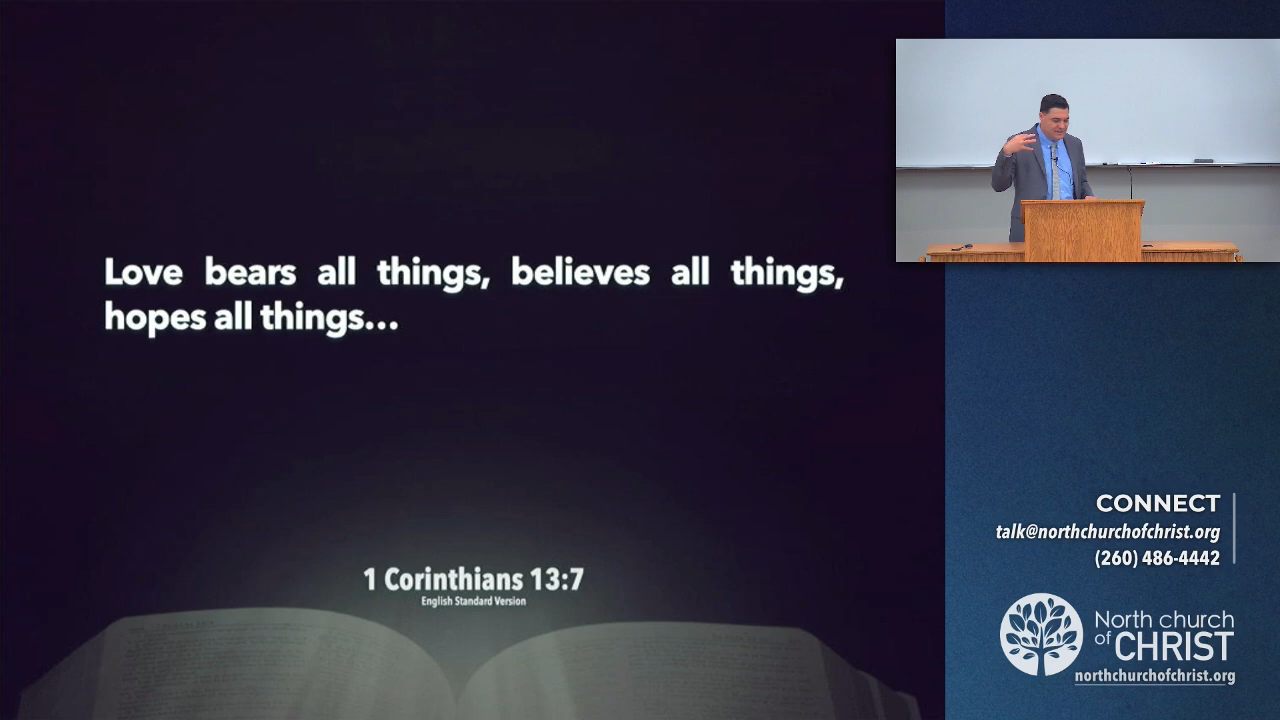 Love bears all things, believes all things,
hopes all things...
1 Corinthians 13:7
English Standard Version
CONNECT
talk@northchurchofchrist.org
(260) 486-4442
North church
of CHRIST
northchurchofchrist.org